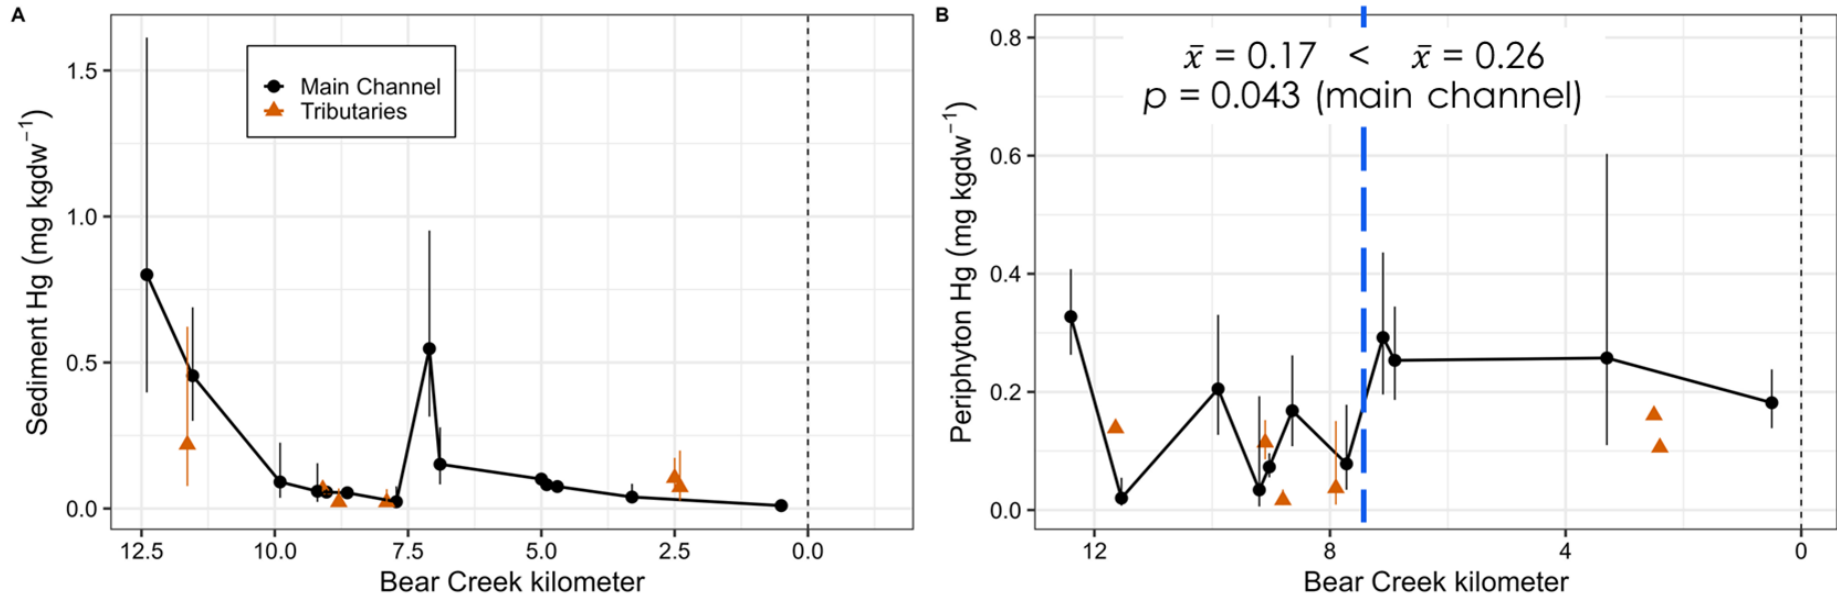 A
Sediment Hg (mg kgdw⁻¹)
1.5
1.0
0.5
0.0
Main Channel
Tributaries
12.5 10.0 7.5 5.0 2.5 0.0
Bear Creek kilometer
B
Periphyton Hg (mg kgdw⁻¹)
0.8
0.6
0.4
0.2
0.0
x̄ = 0.17 < x̄ = 0.26
p = 0.043 (main channel)
12 8 4 0
Bear Creek kilometer